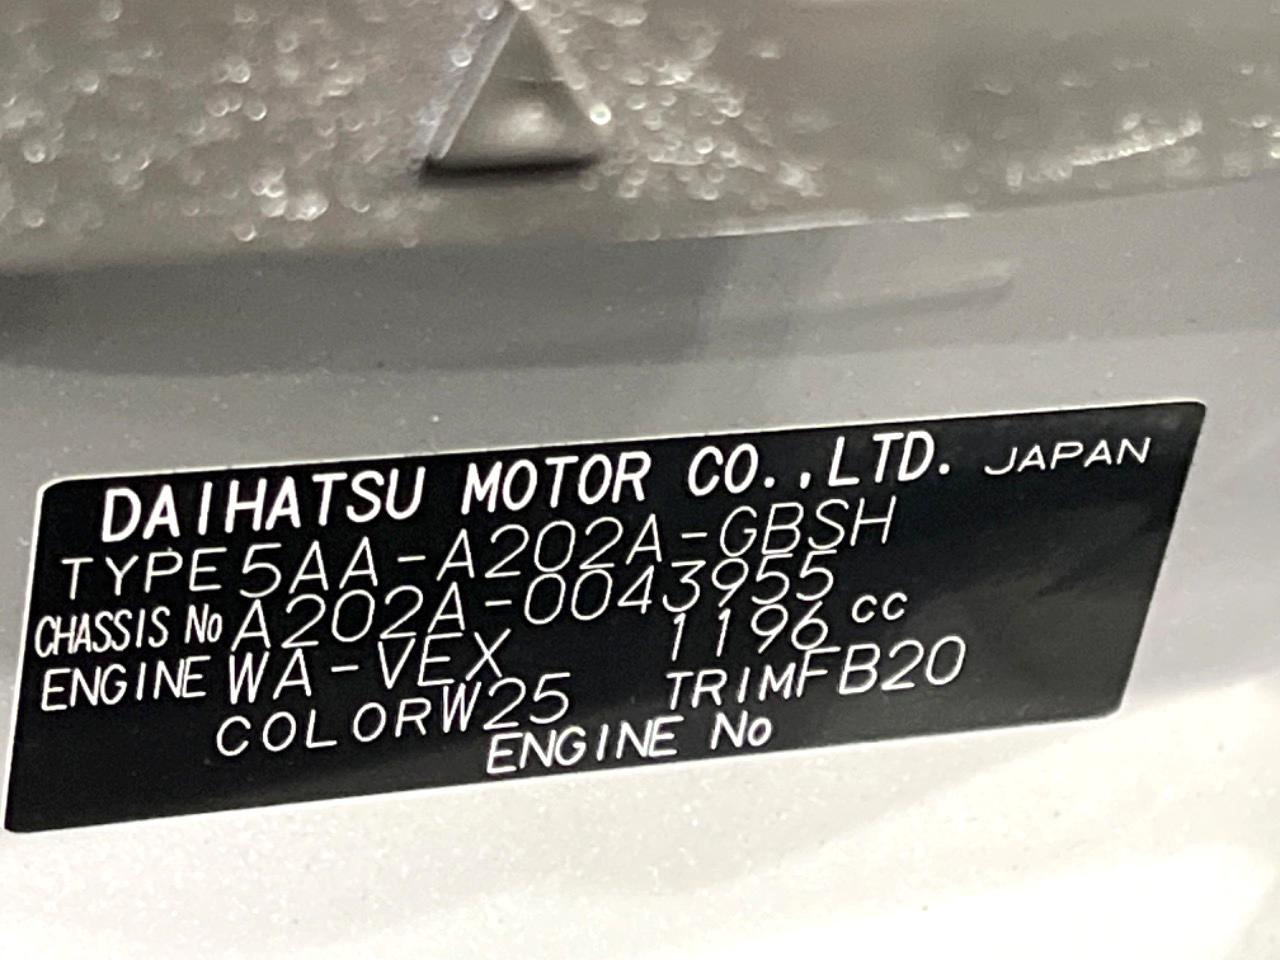 DAIHATSU MOTOR CO.,LTD. JAPAN
TYPE 5AA-A202A-GBSH
CHASSIS No A202A-0043955
ENGINE WA-VEX 1196 cc
COLOR W25 TRIM FB20
ENGINE No